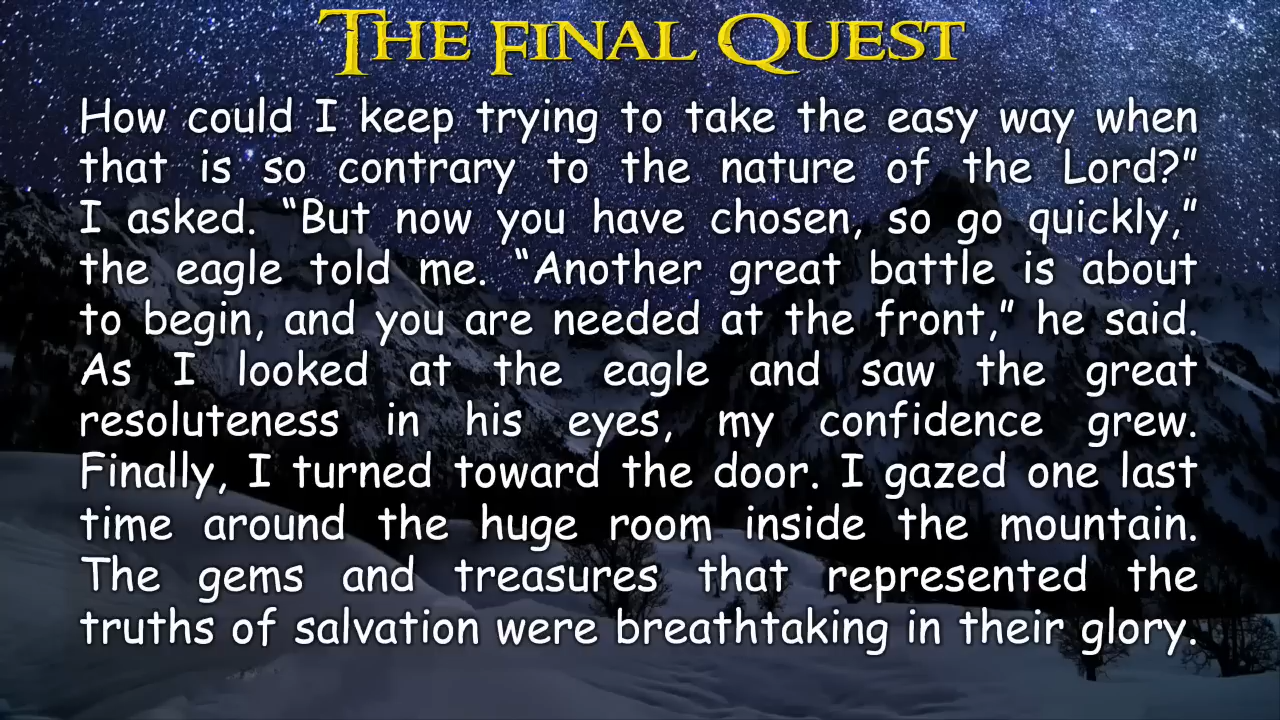 The Final Quest
How could I keep trying to take the easy way when
that is so contrary to the nature of the Lord?”
I asked. “But now you have chosen, so go quickly,”
the eagle told me. “Another great battle is about
to begin, and you are needed at the front,” he said.
As I looked at the eagle and saw the great
resoluteness in his eyes, my confidence grew.
Finally, I turned toward the door. I gazed one last
time around the huge room inside the mountain.
The gems and treasures that represented the
truths of salvation were breathtaking in their glory.